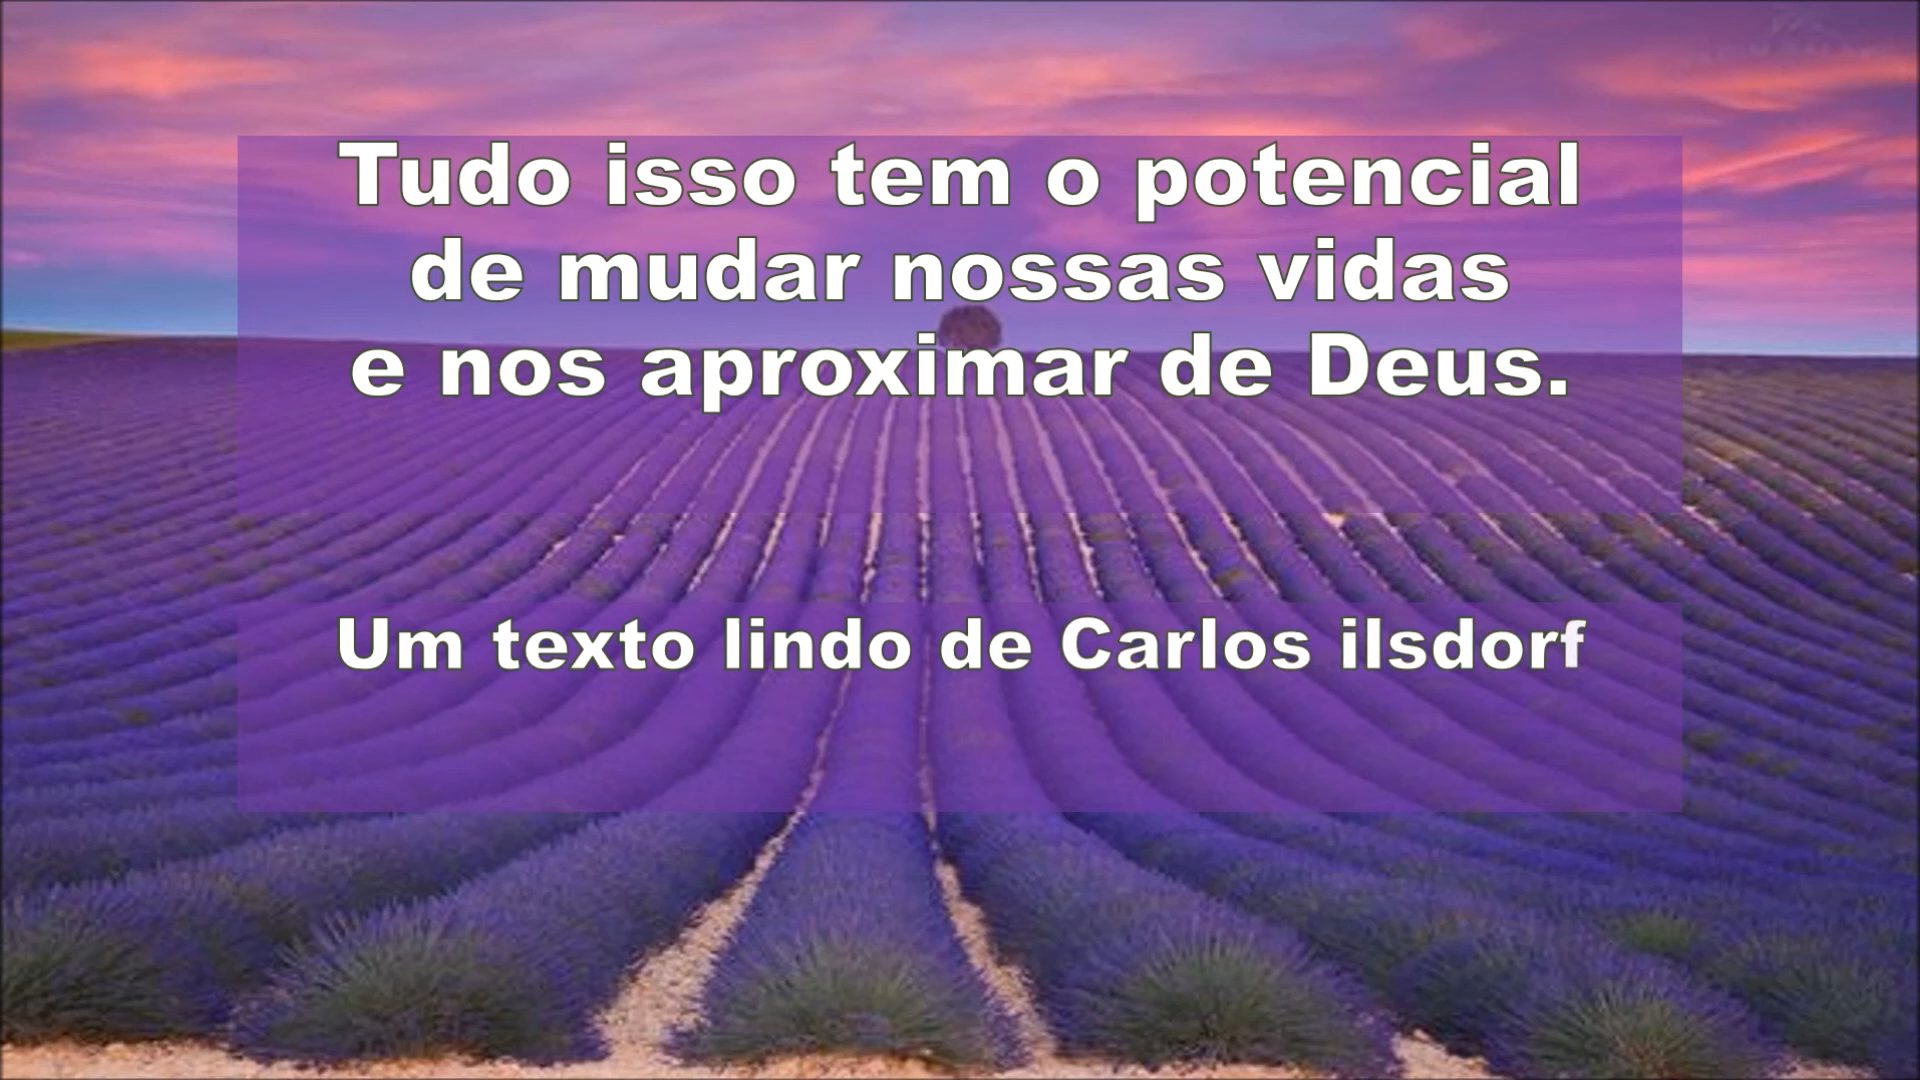 Tudo isso tem o potencial
de mudar nossas vidas
e nos aproximar de Deus.
Um texto lindo de Carlos ilsdorf